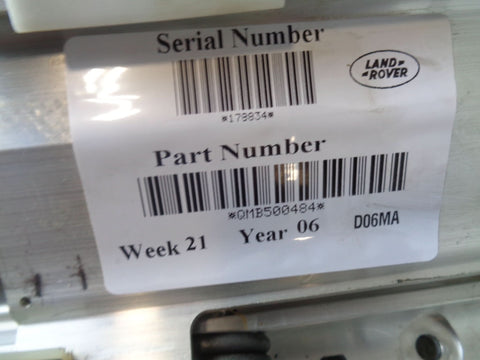 Serial Number
LAND
ROVER
*178834*
Part Number
*QMB500484*
Week 21 Year 06 D06MA